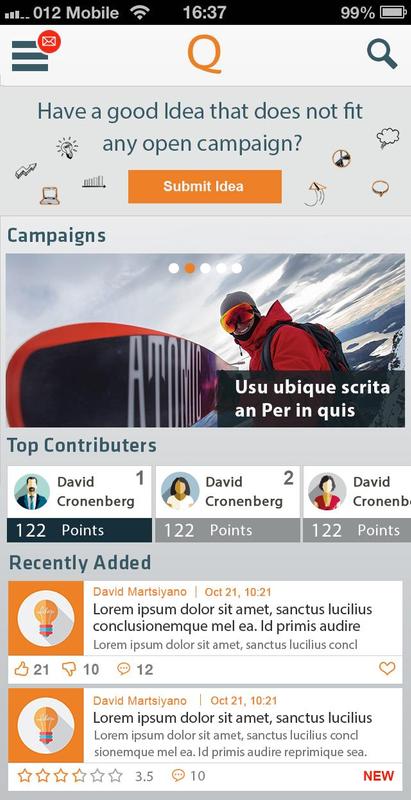 012 Mobile 16:37 99%
Q
Have a good Idea that does not fit
any open campaign?
Submit Idea
Campaigns
ATOMIC
Usu ubique scrita
an Per in quis
Top Contributers
David 1
Cronenberg
122 Points
David 2
Cronenberg
122 Points
David
Cronenb
122 Points
Recently Added
David Martsiyano | Oct 21, 10:21
Lorem ipsum dolor sit amet, sanctus lucilius
conclusionemque mel ea. Id primis audire
Lorem ipsum dolor sit amet, sanctus lucilius concl
21 10 12
David Martsiyano | Oct 21, 10:21
Lorem ipsum dolor sit amet, sanctus lucilius
Lorem ipsum dolor sit amet, sanctus lucilius concl
sionemque mel ea. Id primis audire reprimique sea.
3.5 10 NEW